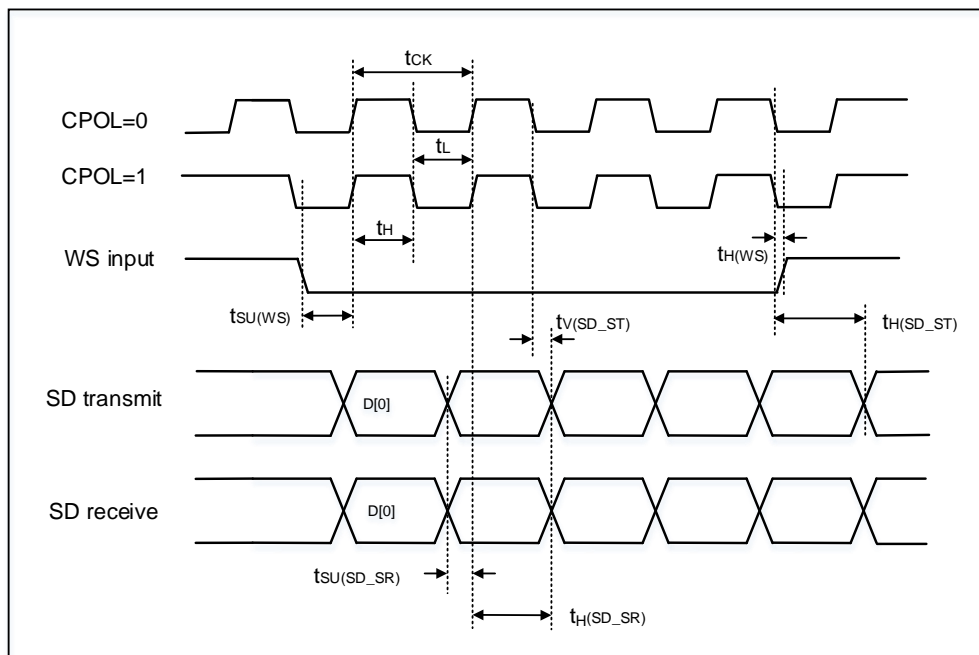 tCK
CPOL=0
tL
CPOL=1
tH
tH(WS)
WS input
tSU(WS)
tV(SD_ST)
tH(SD_ST)
SD transmit
D[0]
SD receive
D[0]
tSU(SD_SR)
tH(SD_SR)